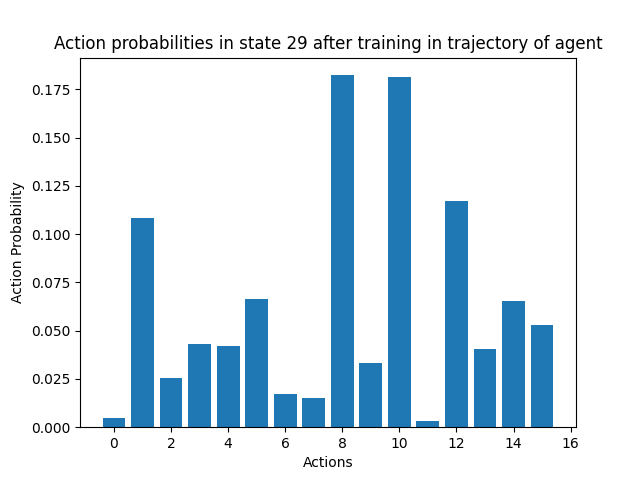 Action probabilities in state 29 after training in trajectory of agent
0.175
0.150
0.125
0.100
0.075
0.050
0.025
0.000
Action Probability
0 2 4 6 8 10 12 14 16
Actions